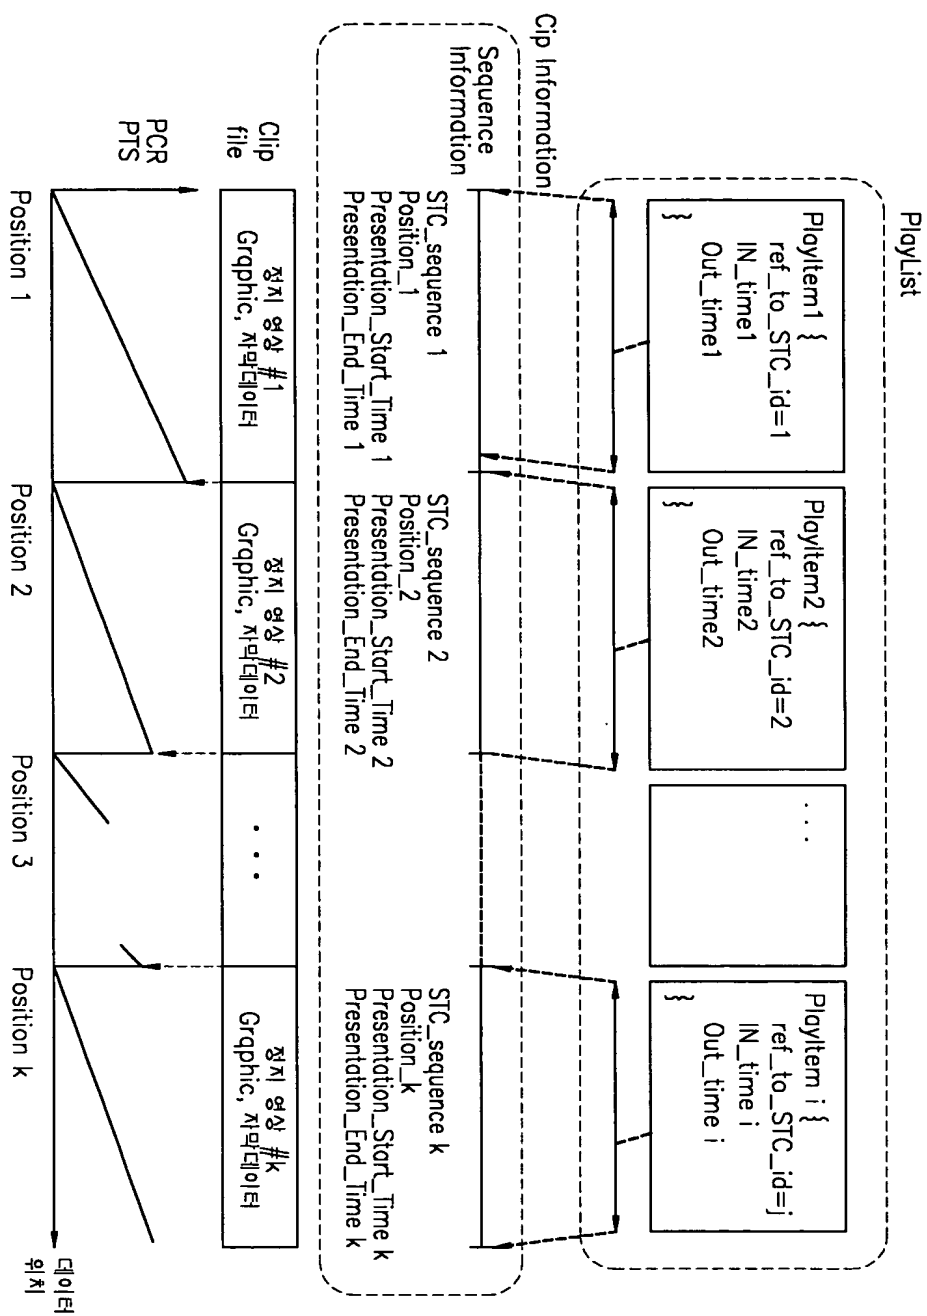 PlayList
PlayItem1 {
ref_to_STC_id=1
IN_time1
Out_time1
}
PlayItem2 {
ref_to_STC_id=2
IN_time2
Out_time2
}
...
PlayItem i {
ref_to_STC_id=j
IN_time i
Out_time i
}
Cip Information
Sequence
Information
STC_sequence 1
Position_1
Presentation_Start_Time 1
Presentation_End_Time 1
STC_sequence 2
Position_2
Presentation_Start_Time 2
Presentation_End_Time 2
STC_sequence k
Position_k
Presentation_Start_Time k
Presentation_End_Time k
Clip
file
정지 영상 #1
Grqphic, 자막데이터
정지 영상 #2
Grqphic, 자막데이터
...
정지 영상 #k
Grqphic, 자막데이터
PCR
PTS
Position 1
Position 2
Position 3
Position k
데이터
위치